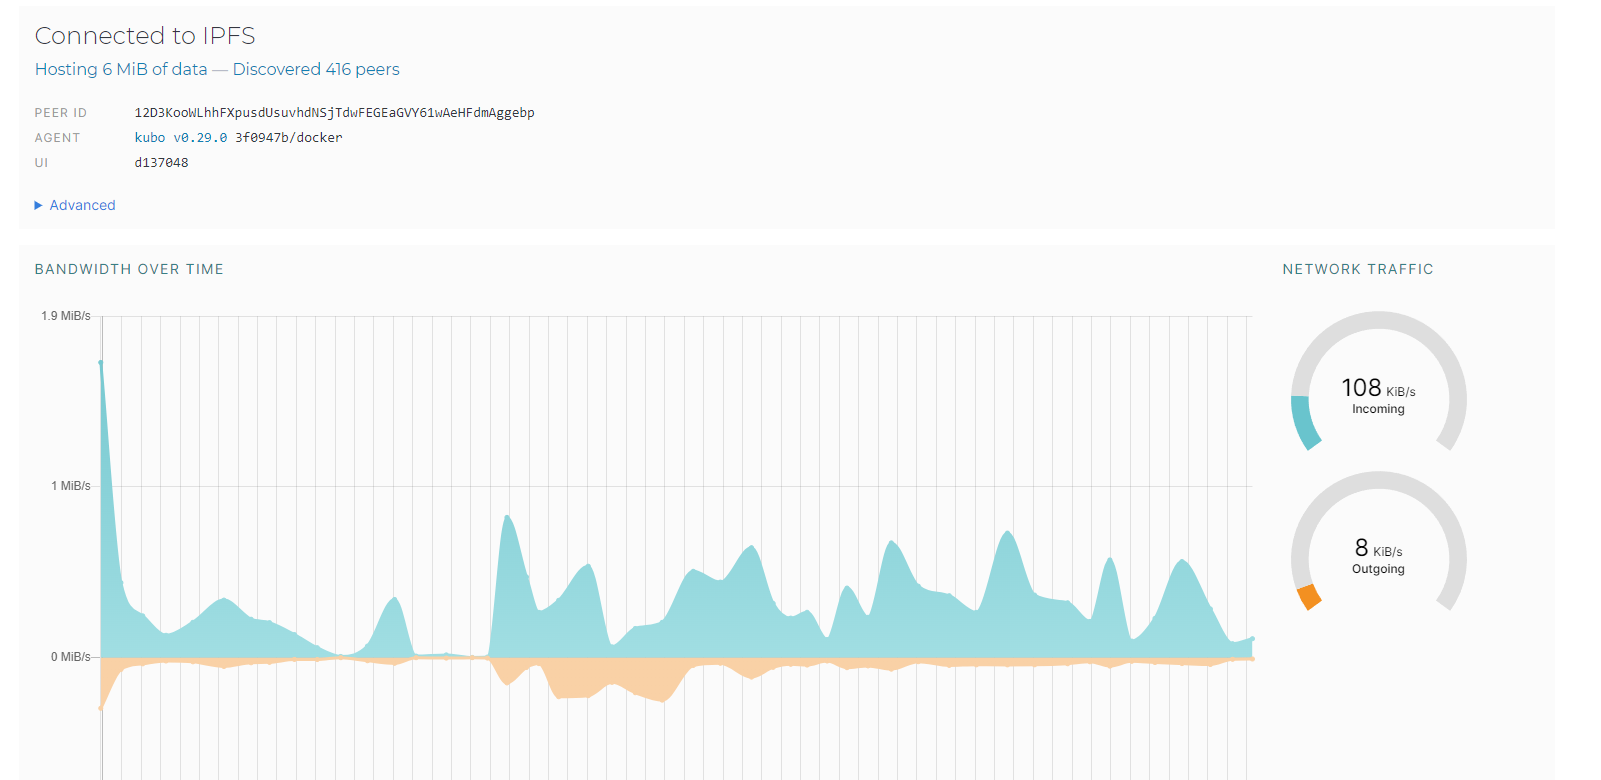 Connected to IPFS
Hosting 6 MiB of data — Discovered 416 peers
PEER ID 12D3KooWLhhFXpusdUsuvhdNSjTdwFEGEaGVY61wAeHFdmAggebp
AGENT kubo v0.29.0 3f0947b/docker
UI d137048
Advanced
BANDWIDTH OVER TIME
1.9 MiB/s
1 MiB/s
0 MiB/s
NETWORK TRAFFIC
108 KiB/s
Incoming
8 KiB/s
Outgoing